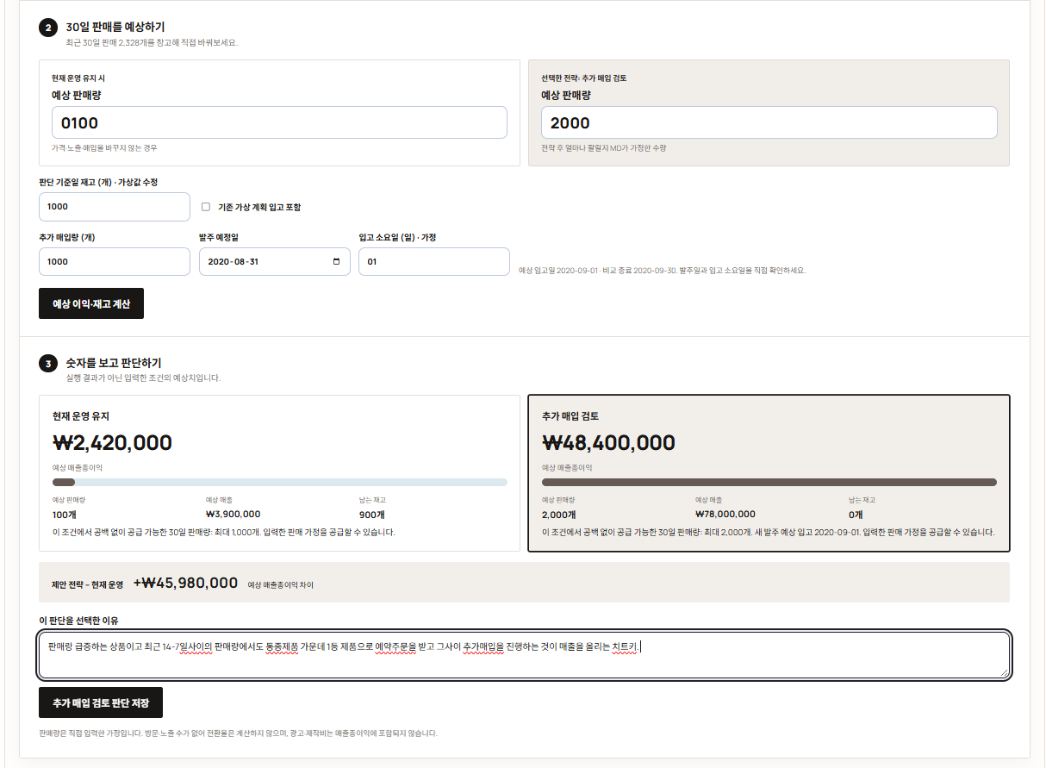 2 30일 판매를 예상하기
최근 30일 판매 2,328개를 참고해 직접 바꿔보세요.
현재 운영 유지 시
예상 판매량
0100
가격·노출·매입을 바꾸지 않는 경우
선택한 전략: 추가 매입 검토
예상 판매량
2000
전략 후 얼마나 팔릴지 MD가 가정한 수량
판단 기준일 재고 (개) · 가상값 수정
1000
기존 가상 계획 입고 포함
추가 매입량 (개)
1000
발주 예정일
2020-08-31
입고 소요일 (일) · 가정
01
예상 입고일 2020-09-01 · 비교 종료 2020-09-30. 발주일과 입고 소요일을 직접 확인하세요.
예상 이익·재고 계산
3 숫자를 보고 판단하기
실행 결과가 아닌 입력한 조건의 예상치입니다.
현재 운영 유지
₩2,420,000
예상 매출총이익
예상 판매량 예상 매출 남는 재고
100개 ₩3,900,000 900개
이 조건에서 공백 없이 공급 가능한 30일 판매량: 최대 1,000개. 입력한 판매 가정을 공급할 수 있습니다.
추가 매입 검토
₩48,400,000
예상 매출총이익
예상 판매량 예상 매출 남는 재고
2,000개 ₩78,000,000 0개
이 조건에서 공백 없이 공급 가능한 30일 판매량: 최대 2,000개. 새 발주 예상 입고 2020-09-01. 입력한 판매 가정을 공급할 수 있습니다.
제안 전략 − 현재 운영 +₩45,980,000 예상 매출총이익 차이
이 판단을 선택한 이유
판매량 급증하는 상품이고 최근 14-7일사이의 판매량에서도 동종제품 가운데 1등 제품으로 예약주문을 받고 그사이 추가매입을 진행하는 것이 매출을 올리는 치트키.
추가 매입 검토 판단 저장
판매량은 직접 입력한 가정입니다. 방문·노출 수가 없어 전환율은 계산하지 않으며, 광고·제작비는 매출총이익에 포함되지 않습니다.